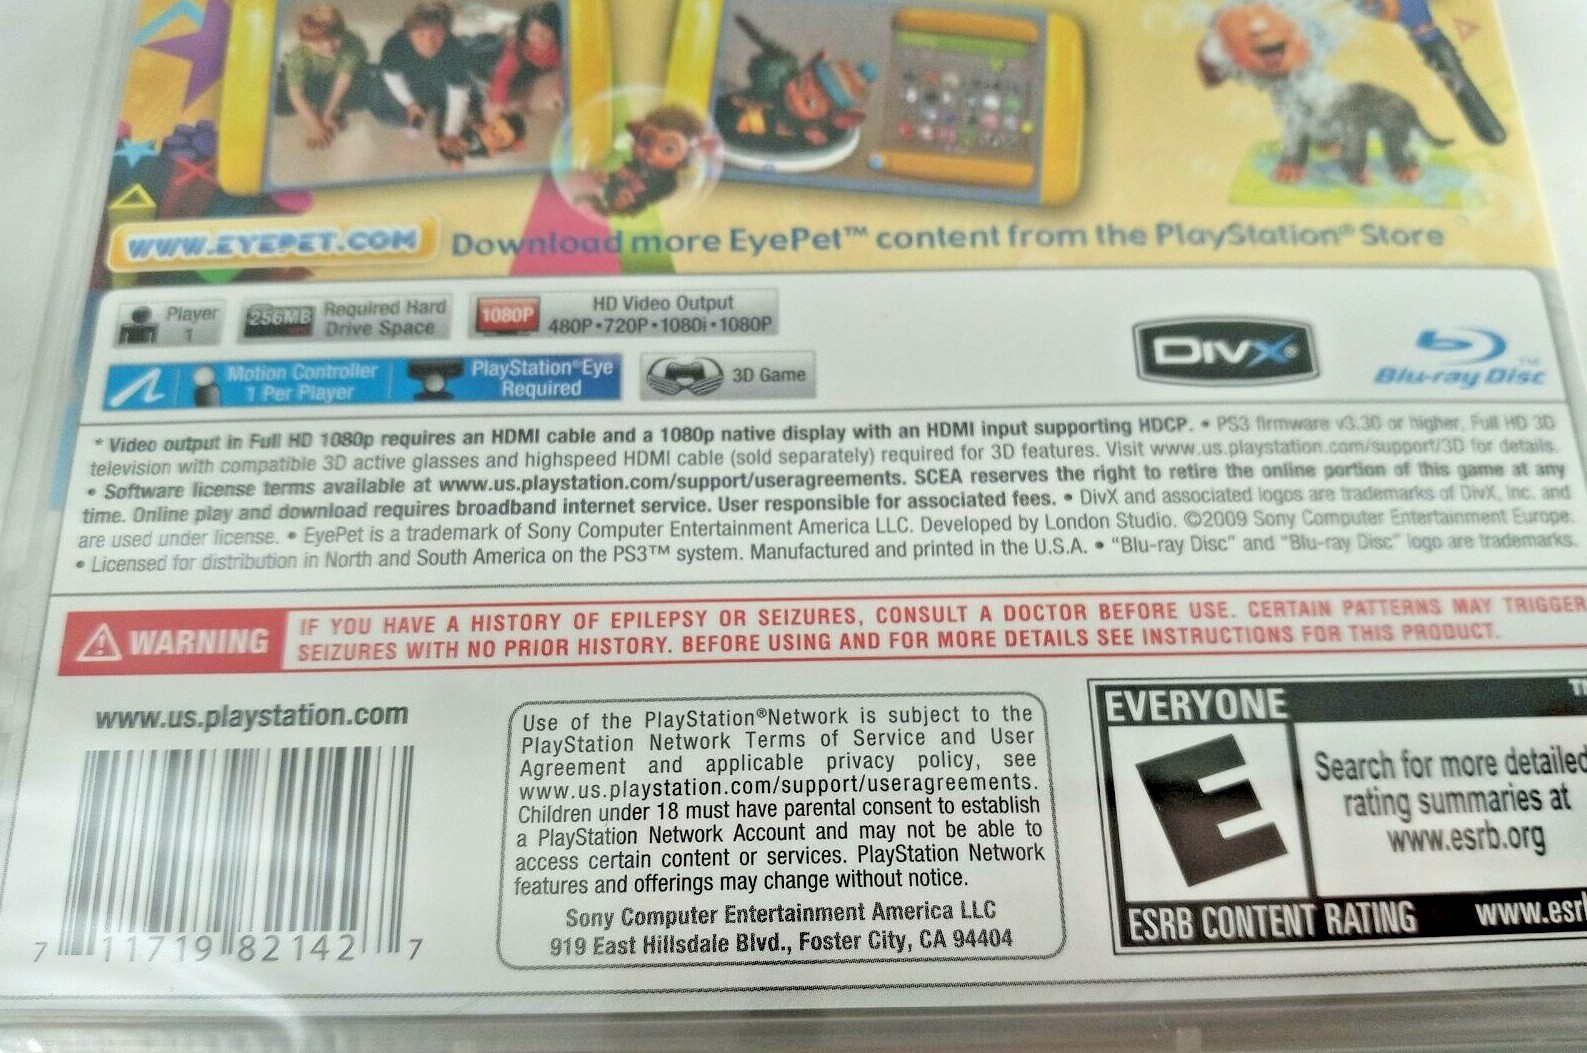 WWW.EYEPET.COM
Download more EyePet™ content from the PlayStation® Store
Player
1
256MB
Required Hard
Drive Space
1080P
HD Video Output
480P•720P•1080i•1080P
Motion Controller
1 Per Player
PlayStation®Eye
Required
3D Game
DIVX
Blu-ray Disc™
* Video output in Full HD 1080p requires an HDMI cable and a 1080p native display with an HDMI input supporting HDCP. • PS3 firmware v3.30 or higher, Full HD 3D
television with compatible 3D active glasses and highspeed HDMI cable (sold separately) required for 3D features. Visit www.us.playstation.com/support/3D for details.
• Software license terms available at www.us.playstation.com/support/useragreements. SCEA reserves the right to retire the online portion of this game at any
time. Online play and download requires broadband internet service. User responsible for associated fees. • DivX and associated logos are trademarks of DivX, Inc. and
are used under license. • EyePet is a trademark of Sony Computer Entertainment America LLC. Developed by London Studio. ©2009 Sony Computer Entertainment Europe.
• Licensed for distribution in North and South America on the PS3™ system. Manufactured and printed in the U.S.A. • "Blu-ray Disc" and "Blu-ray Disc" logo are trademarks.
WARNING
IF YOU HAVE A HISTORY OF EPILEPSY OR SEIZURES, CONSULT A DOCTOR BEFORE USE. CERTAIN PATTERNS MAY TRIGGER
SEIZURES WITH NO PRIOR HISTORY. BEFORE USING AND FOR MORE DETAILS SEE INSTRUCTIONS FOR THIS PRODUCT.
www.us.playstation.com
7 11719 82142 7
Use of the PlayStation®Network is subject to the
PlayStation Network Terms of Service and User
Agreement and applicable privacy policy, see
www.us.playstation.com/support/useragreements.
Children under 18 must have parental consent to establish
a PlayStation Network Account and may not be able to
access certain content or services. PlayStation Network
features and offerings may change without notice.
Sony Computer Entertainment America LLC
919 East Hillsdale Blvd., Foster City, CA 94404
EVERYONE
E
Search for more detailed
rating summaries at
www.esrb.org
ESRB CONTENT RATING www.esr